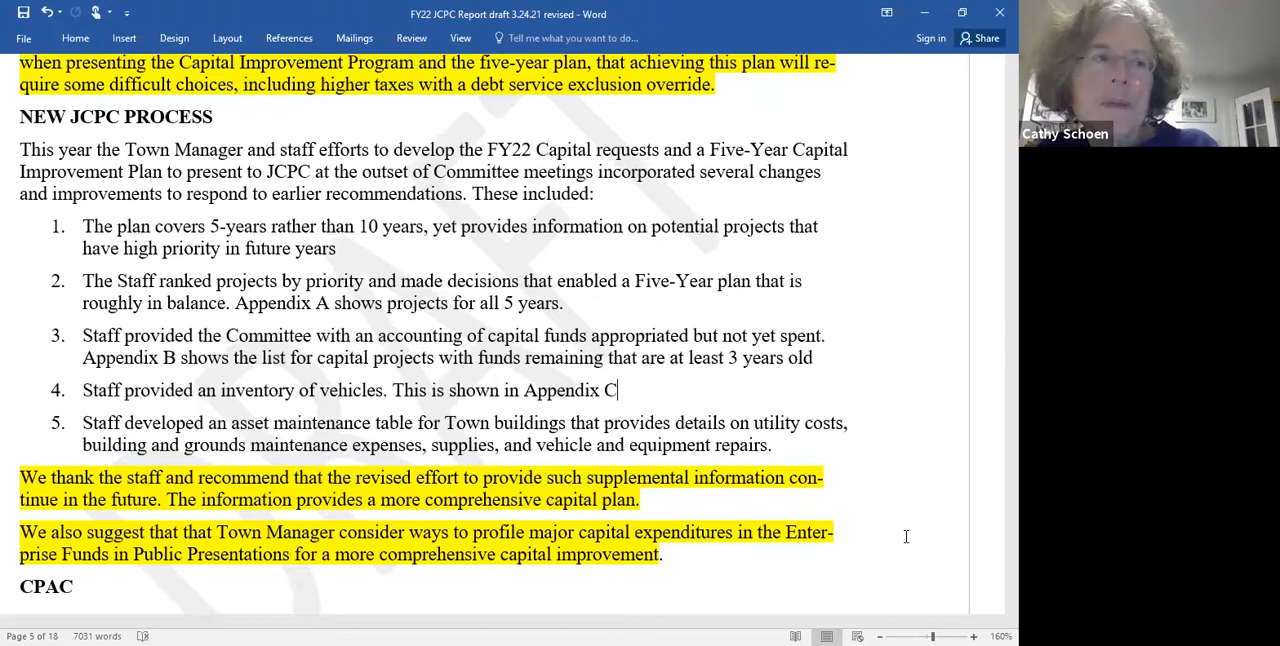 FY22 JCPC Report draft 3.24.21 revised - Word
File Home Insert Design Layout References Mailings Review View Tell me what you want to do... Sign in Share
when presenting the Capital Improvement Program and the five-year plan, that achieving this plan will re-
quire some difficult choices, including higher taxes with a debt service exclusion override.
NEW JCPC PROCESS
This year the Town Manager and staff efforts to develop the FY22 Capital requests and a Five-Year Capital
Improvement Plan to present to JCPC at the outset of Committee meetings incorporated several changes
and improvements to respond to earlier recommendations. These included:
1. The plan covers 5-years rather than 10 years, yet provides information on potential projects that
have high priority in future years
2. The Staff ranked projects by priority and made decisions that enabled a Five-Year plan that is
roughly in balance. Appendix A shows projects for all 5 years.
3. Staff provided the Committee with an accounting of capital funds appropriated but not yet spent.
Appendix B shows the list for capital projects with funds remaining that are at least 3 years old
4. Staff provided an inventory of vehicles. This is shown in Appendix C
5. Staff developed an asset maintenance table for Town buildings that provides details on utility costs,
building and grounds maintenance expenses, supplies, and vehicle and equipment repairs.
We thank the staff and recommend that the revised effort to provide such supplemental information con-
tinue in the future. The information provides a more comprehensive capital plan.
We also suggest that that Town Manager consider ways to profile major capital expenditures in the Enter-
prise Funds in Public Presentations for a more comprehensive capital improvement.
CPAC
DRAFT
Page 5 of 18 7031 words 160%
Cathy Schoen